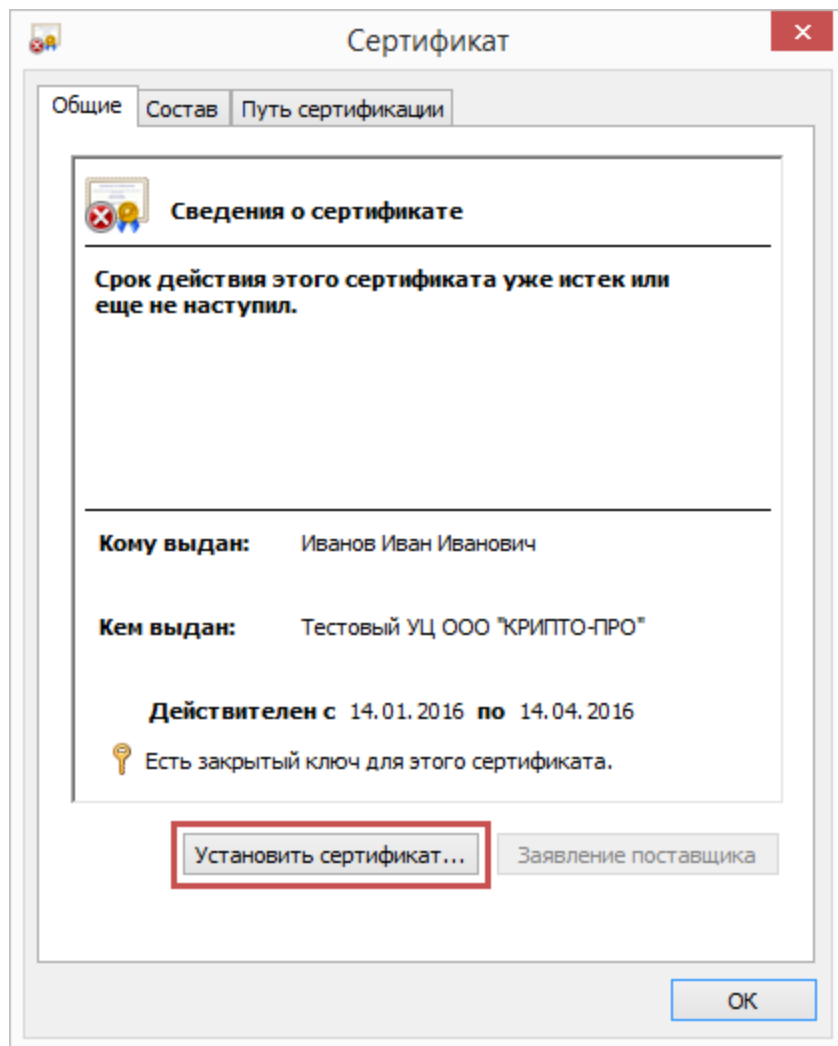 Сертификат
Общие Состав Путь сертификации
Сведения о сертификате
Срок действия этого сертификата уже истек или
еще не наступил.
Кому выдан: Иванов Иван Иванович
Кем выдан: Тестовый УЦ ООО "КРИПТО-ПРО"
Действителен с 14.01.2016 по 14.04.2016
Есть закрытый ключ для этого сертификата.
Установить сертификат... Заявление поставщика
ОК